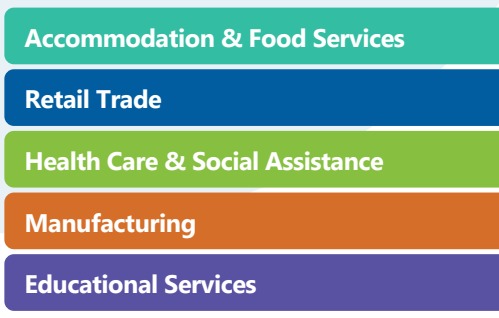 Accommodation & Food Services
Retail Trade
Health Care & Social Assistance
Manufacturing
Educational Services